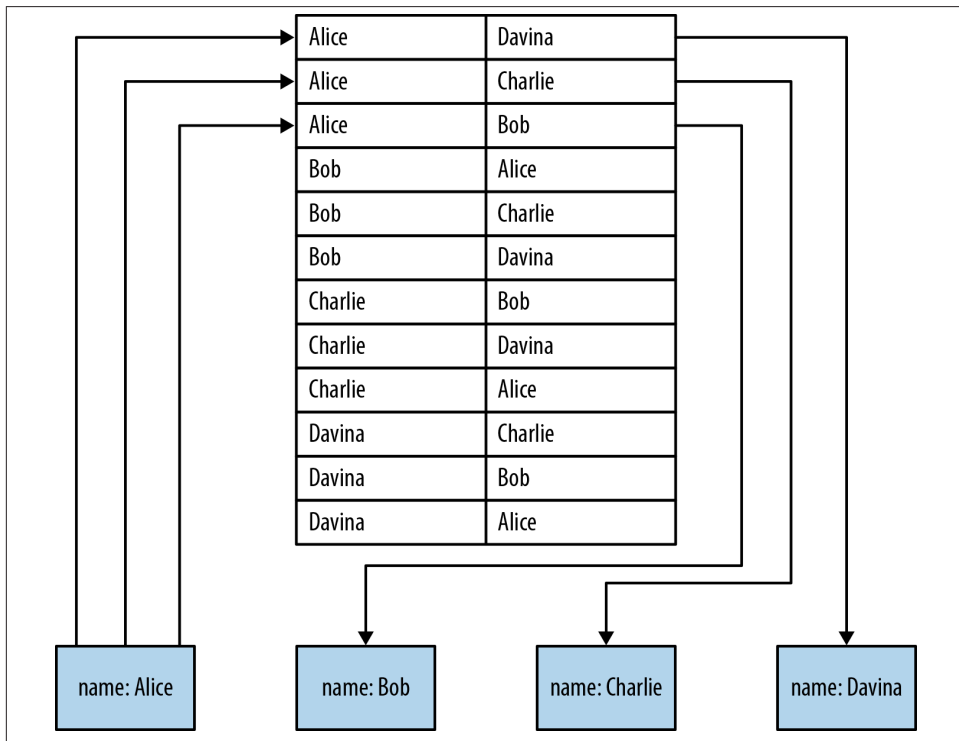 Alice Davina
Alice Charlie
Alice Bob
Bob Alice
Bob Charlie
Bob Davina
Charlie Bob
Charlie Davina
Charlie Alice
Davina Charlie
Davina Bob
Davina Alice
name: Alice name: Bob name: Charlie name: Davina